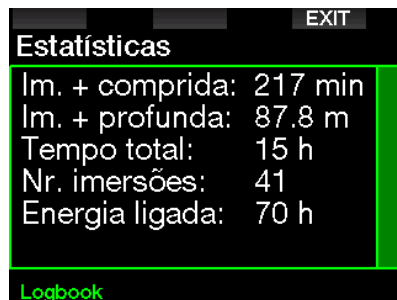 EXIT
Estatísticas
Im. + comprida: 217 min
Im. + profunda: 87.8 m
Tempo total: 15 h
Nr. imersões: 41
Energia ligada: 70 h
Logbook